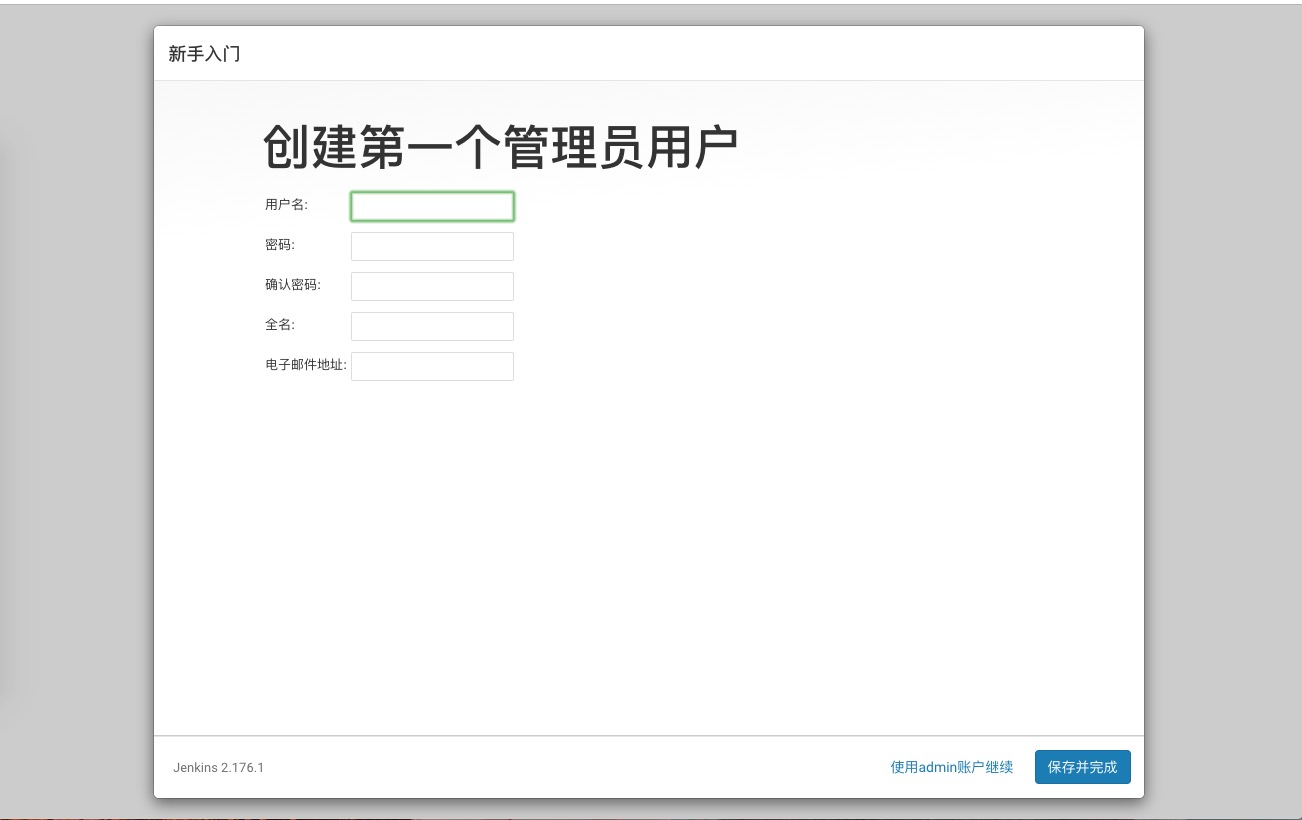 新手入门
创建第一个管理员用户
用户名:
密码:
确认密码:
全名:
电子邮件地址:
Jenkins 2.176.1
使用admin账户继续
保存并完成